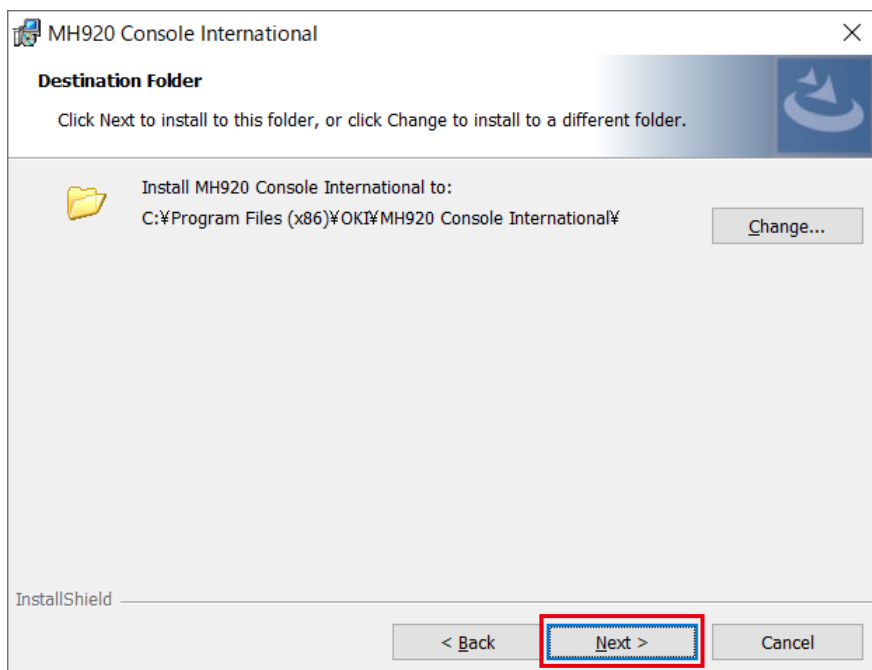 MH920 Console International
Destination Folder
Click Next to install to this folder, or click Change to install to a different folder.
Install MH920 Console International to:
C:¥Program Files (x86)¥OKI¥MH920 Console International¥
Change...
InstallShield
< Back
Next >
Cancel